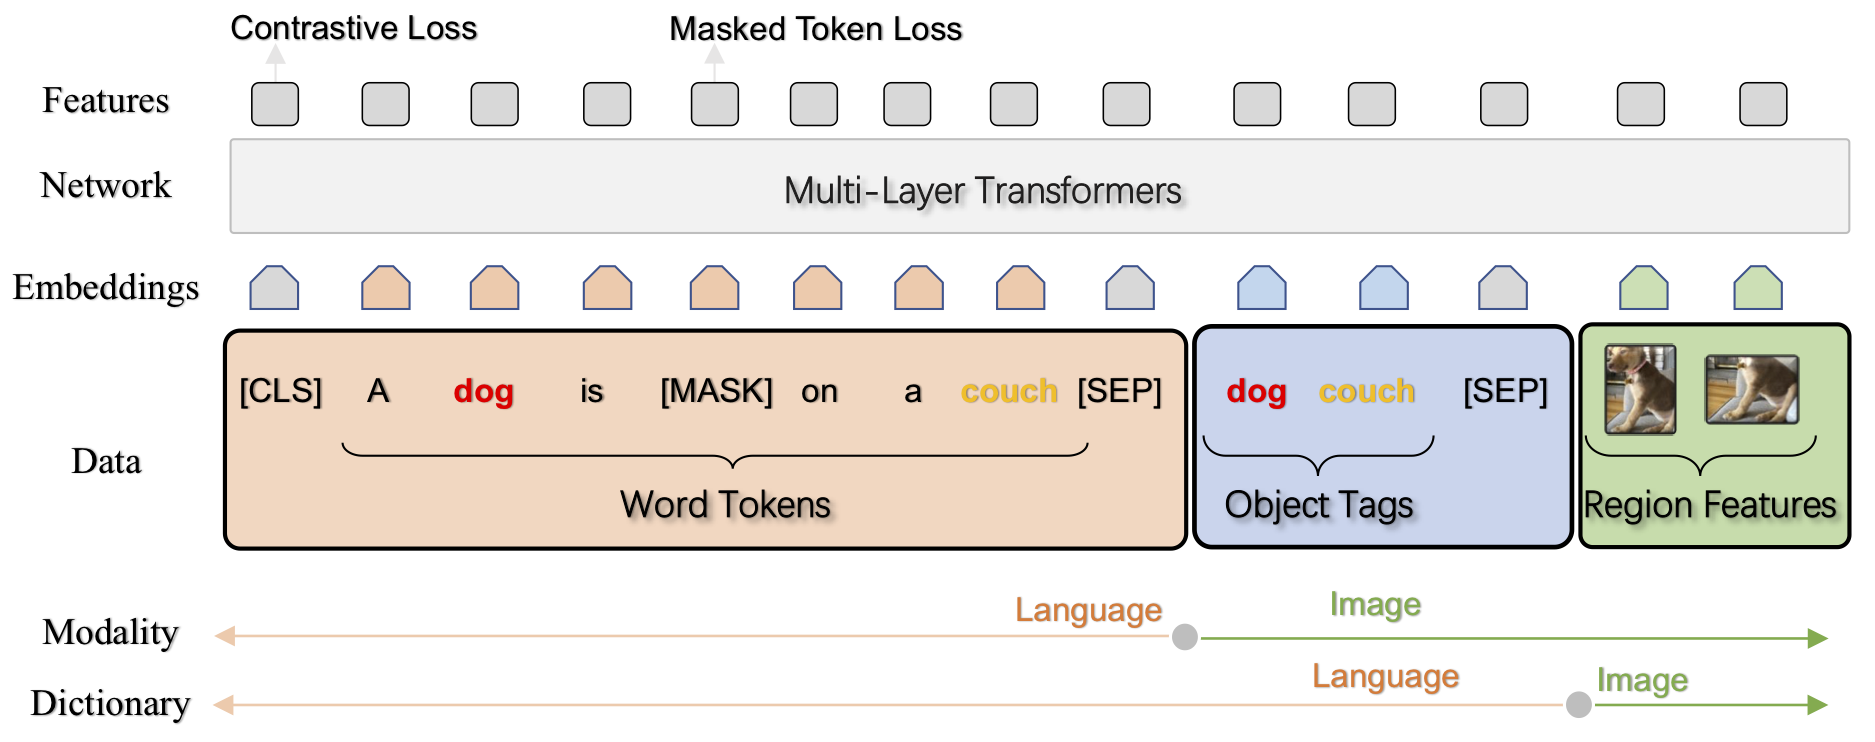 Contrastive Loss Masked Token Loss
Features
Network Multi-Layer Transformers
Embeddings
[CLS] A dog is [MASK] on a couch [SEP] dog couch [SEP]
Data
Word Tokens Object Tags Region Features
Modality Language Image
Dictionary Language Image